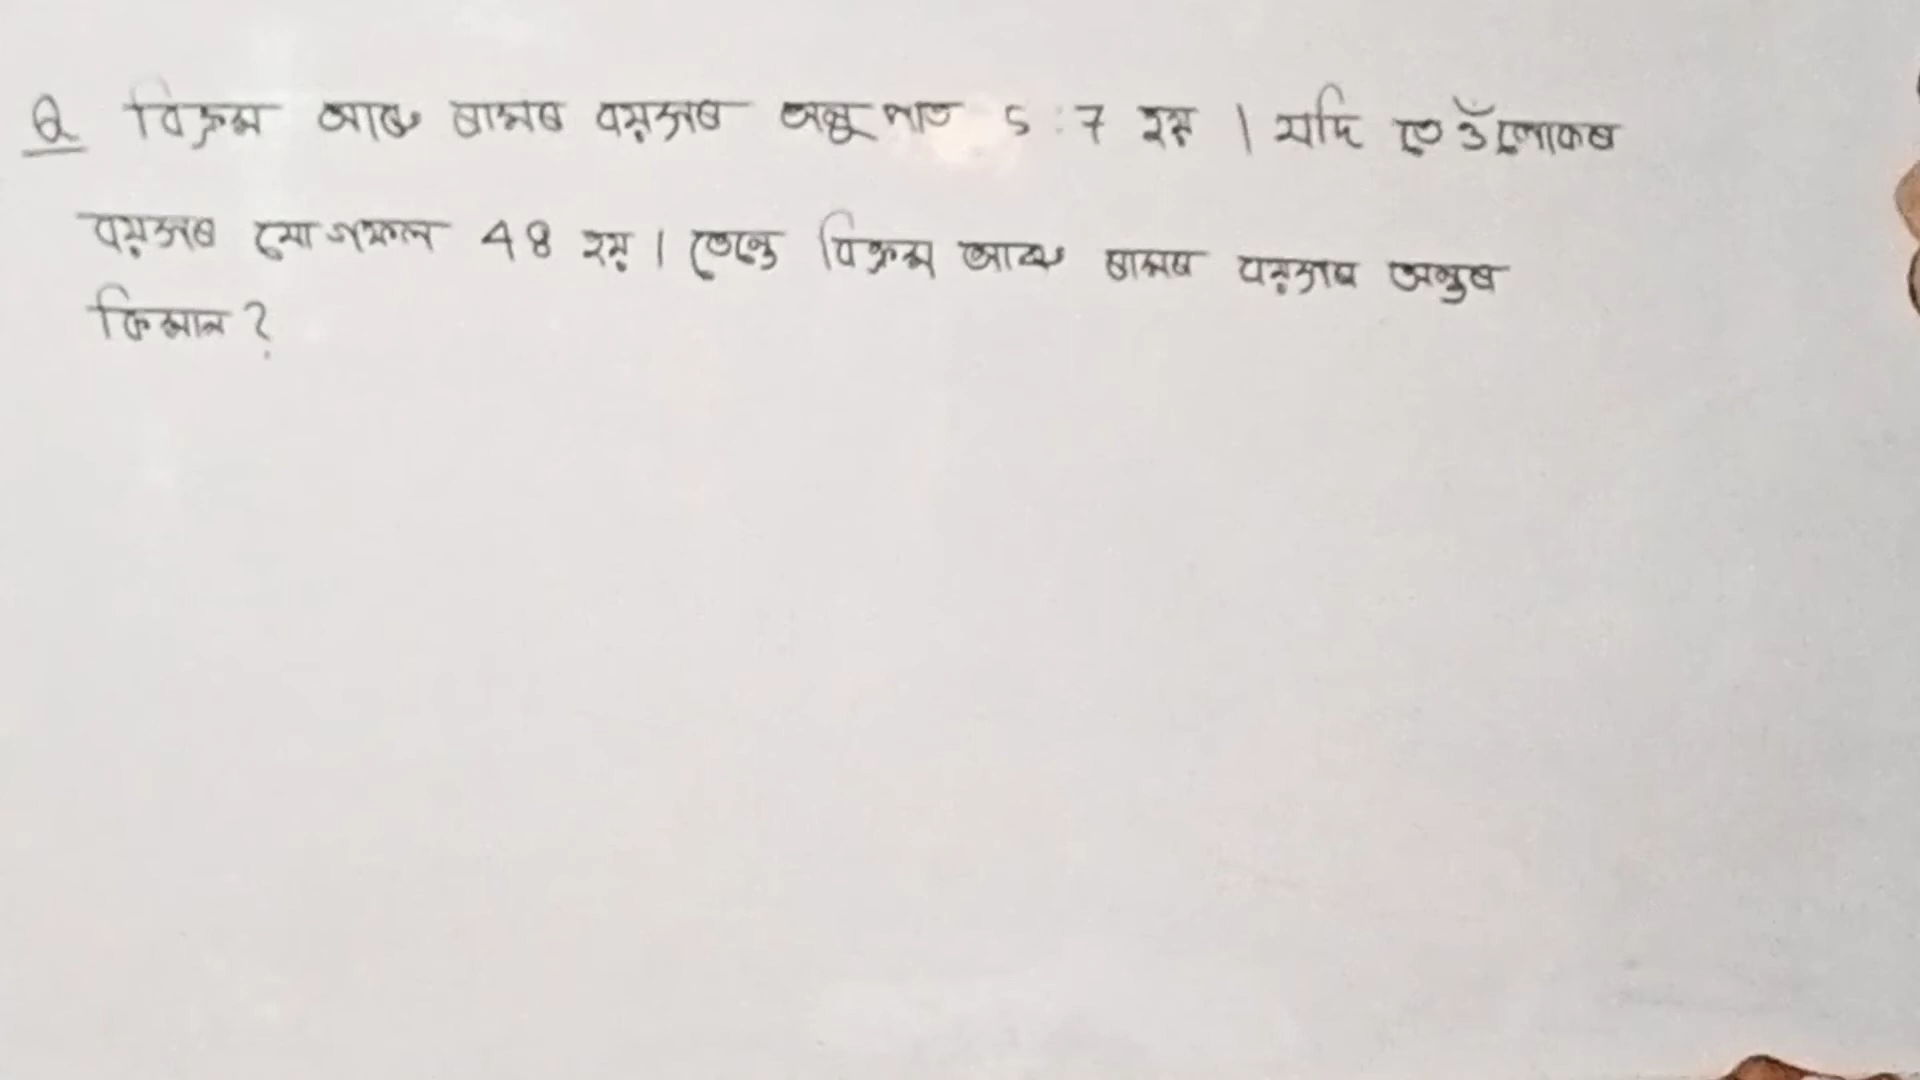 Q বিক্রম আৰু ৰামৰ বয়সৰ অনুপাত 5:7 হয় । যদি তেওঁলোকৰ
বয়সৰ যোগফল 48 হয় । তেন্তে বিক্রম আৰু ৰামৰ বয়সৰ অন্তৰ
কিমান ?